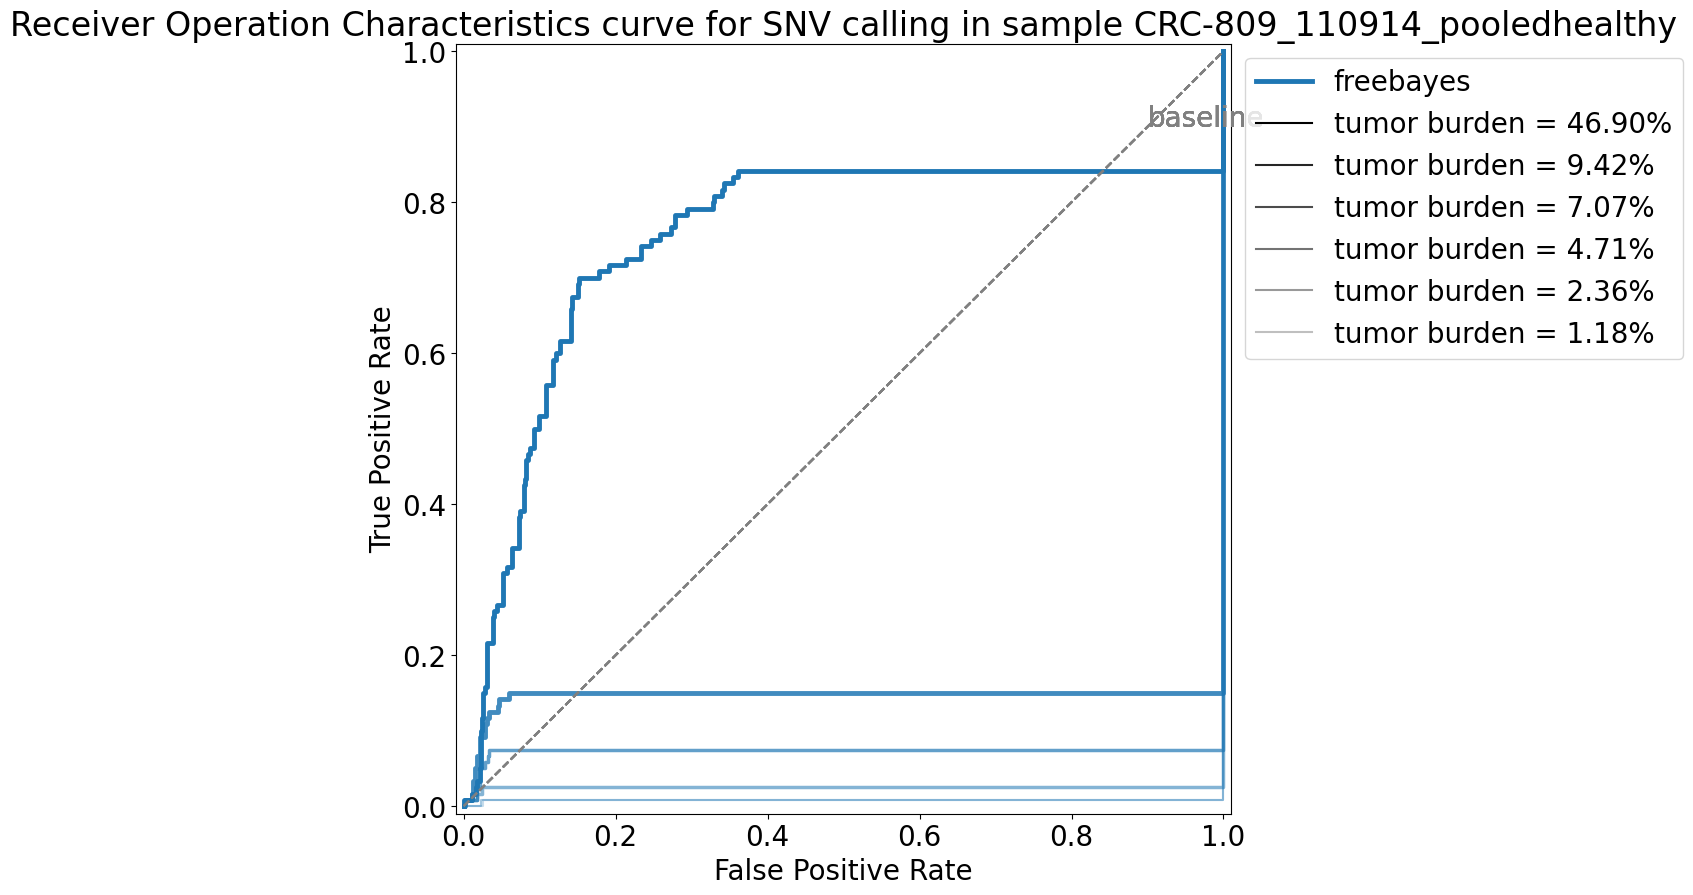 Receiver Operation Characteristics curve for SNV calling in sample CRC-809_110914_pooledhealthy
1.0
0.8
0.6
0.4
0.2
0.0
True Positive Rate
baseline
0.0 0.2 0.4 0.6 0.8 1.0
False Positive Rate
freebayes
tumor burden = 46.90%
tumor burden = 9.42%
tumor burden = 7.07%
tumor burden = 4.71%
tumor burden = 2.36%
tumor burden = 1.18%